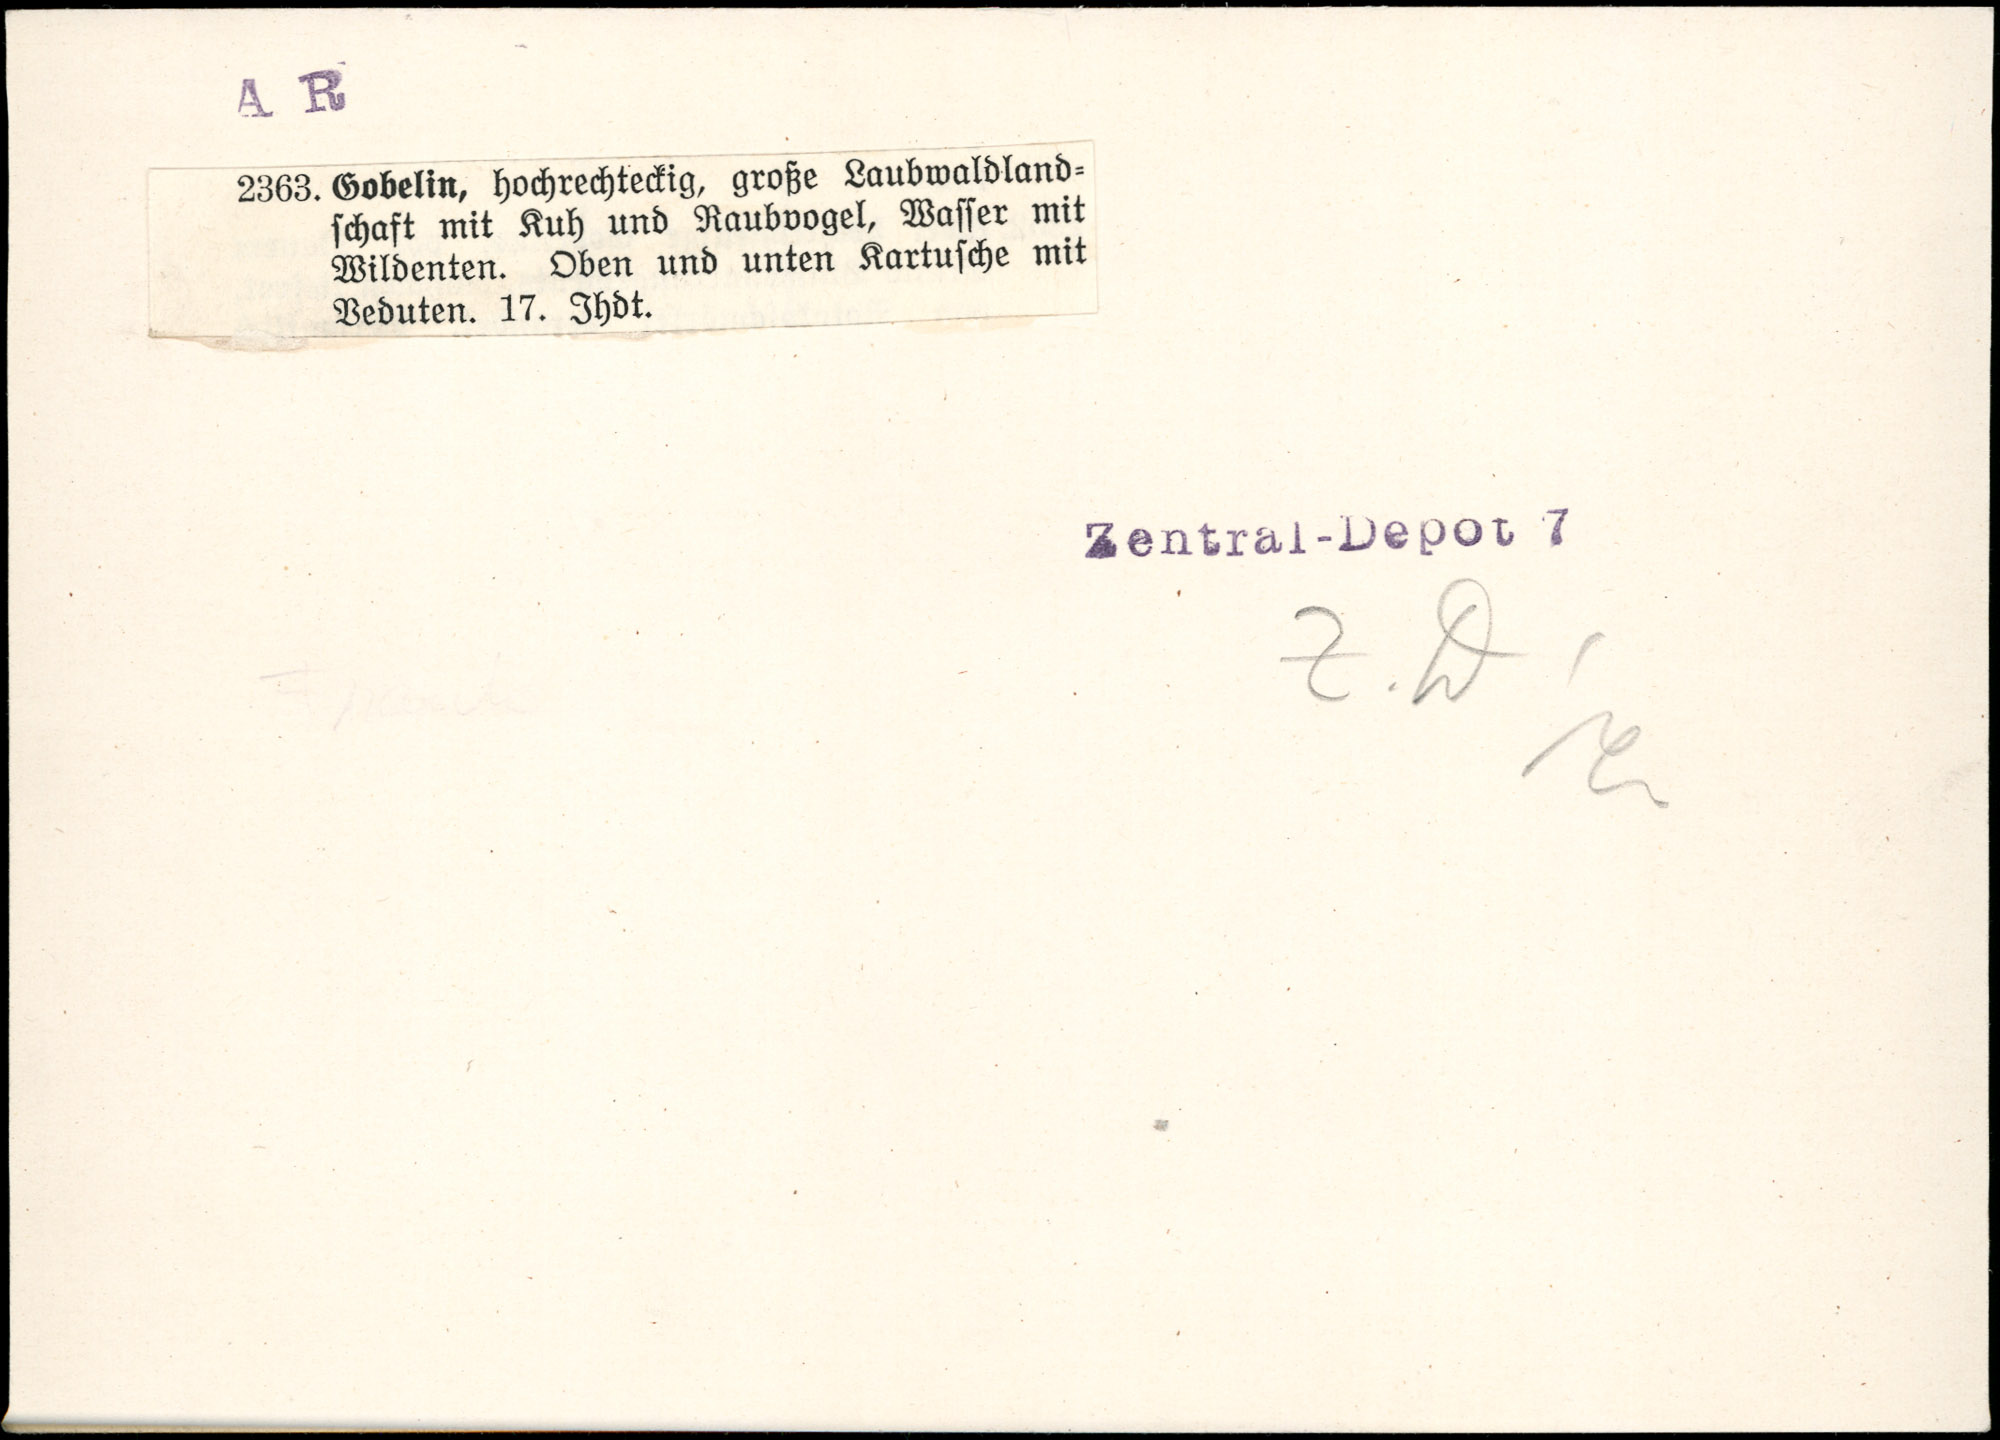 A R
2363. Gobelin, hochrechteckig, große Laubwaldland-
schaft mit Kuh und Raubvogel, Wasser mit
Wildenten. Oben und unten Kartusche mit
Veduten. 17. Jhdt.
Zentral-Depot 7
Z. D